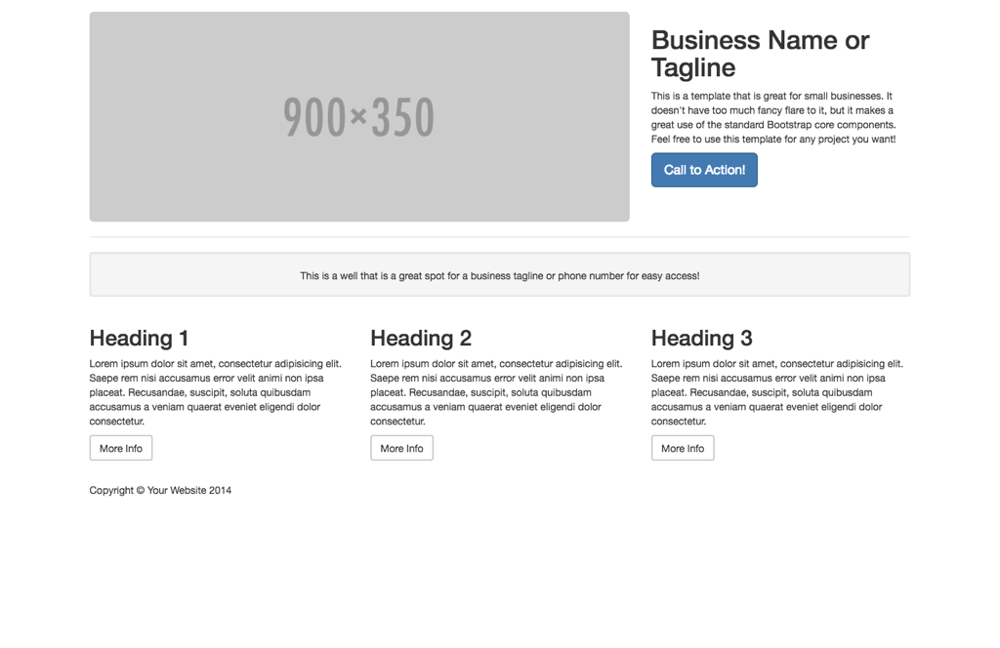 900×350
Business Name or
Tagline
This is a template that is great for small businesses. It
doesn't have too much fancy flare to it, but it makes a
great use of the standard Bootstrap core components.
Feel free to use this template for any project you want!
Call to Action!
This is a well that is a great spot for a business tagline or phone number for easy access!
Heading 1
Lorem ipsum dolor sit amet, consectetur adipisicing elit.
Saepe rem nisi accusamus error velit animi non ipsa
placeat. Recusandae, suscipit, soluta quibusdam
accusamus a veniam quaerat eveniet eligendi dolor
consectetur.
More Info
Heading 2
Lorem ipsum dolor sit amet, consectetur adipisicing elit.
Saepe rem nisi accusamus error velit animi non ipsa
placeat. Recusandae, suscipit, soluta quibusdam
accusamus a veniam quaerat eveniet eligendi dolor
consectetur.
More Info
Heading 3
Lorem ipsum dolor sit amet, consectetur adipisicing elit.
Saepe rem nisi accusamus error velit animi non ipsa
placeat. Recusandae, suscipit, soluta quibusdam
accusamus a veniam quaerat eveniet eligendi dolor
consectetur.
More Info
Copyright © Your Website 2014